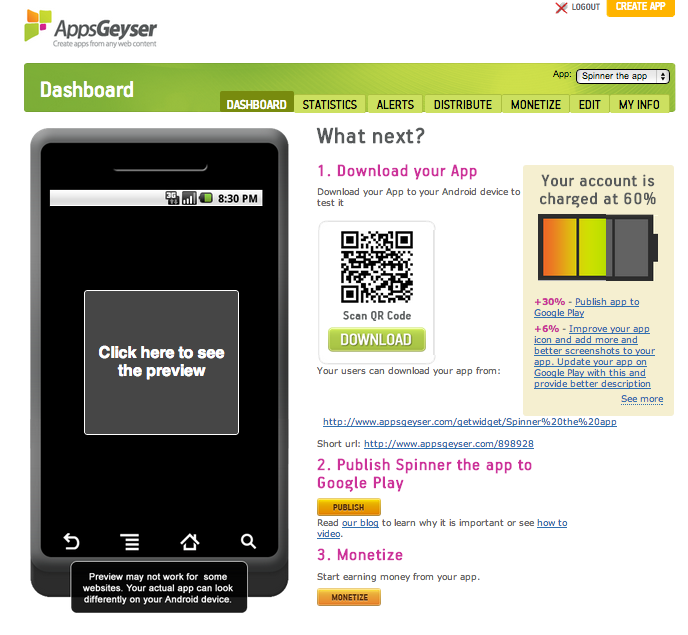 AppsGeyser
Create apps from any web content
LOGOUT
CREATE APP
Dashboard
App: Spinner the app
DASHBOARD
STATISTICS
ALERTS
DISTRIBUTE
MONETIZE
EDIT
MY INFO
3G
8:30 PM
Click here to see
the preview
Preview may not work for some
websites. Your actual app can look
differently on your Android device.
What next?
1. Download your App
Download your App to your Android device to
test it
Scan QR Code
DOWNLOAD
Your users can download your app from:
http://www.appsgeyser.com/getwidget/Spinner%20the%20app
Short url: http://www.appsgeyser.com/898928
2. Publish Spinner the app to
Google Play
PUBLISH
Read our blog to learn why it is important or see how to
video.
3. Monetize
Start earning money from your app.
MONETIZE
Your account is
charged at 60%
+30% - Publish app to
Google Play
+6% - Improve your app
icon and add more and
better screenshots to your
app. Update your app on
Google Play with this and
provide better description
See more